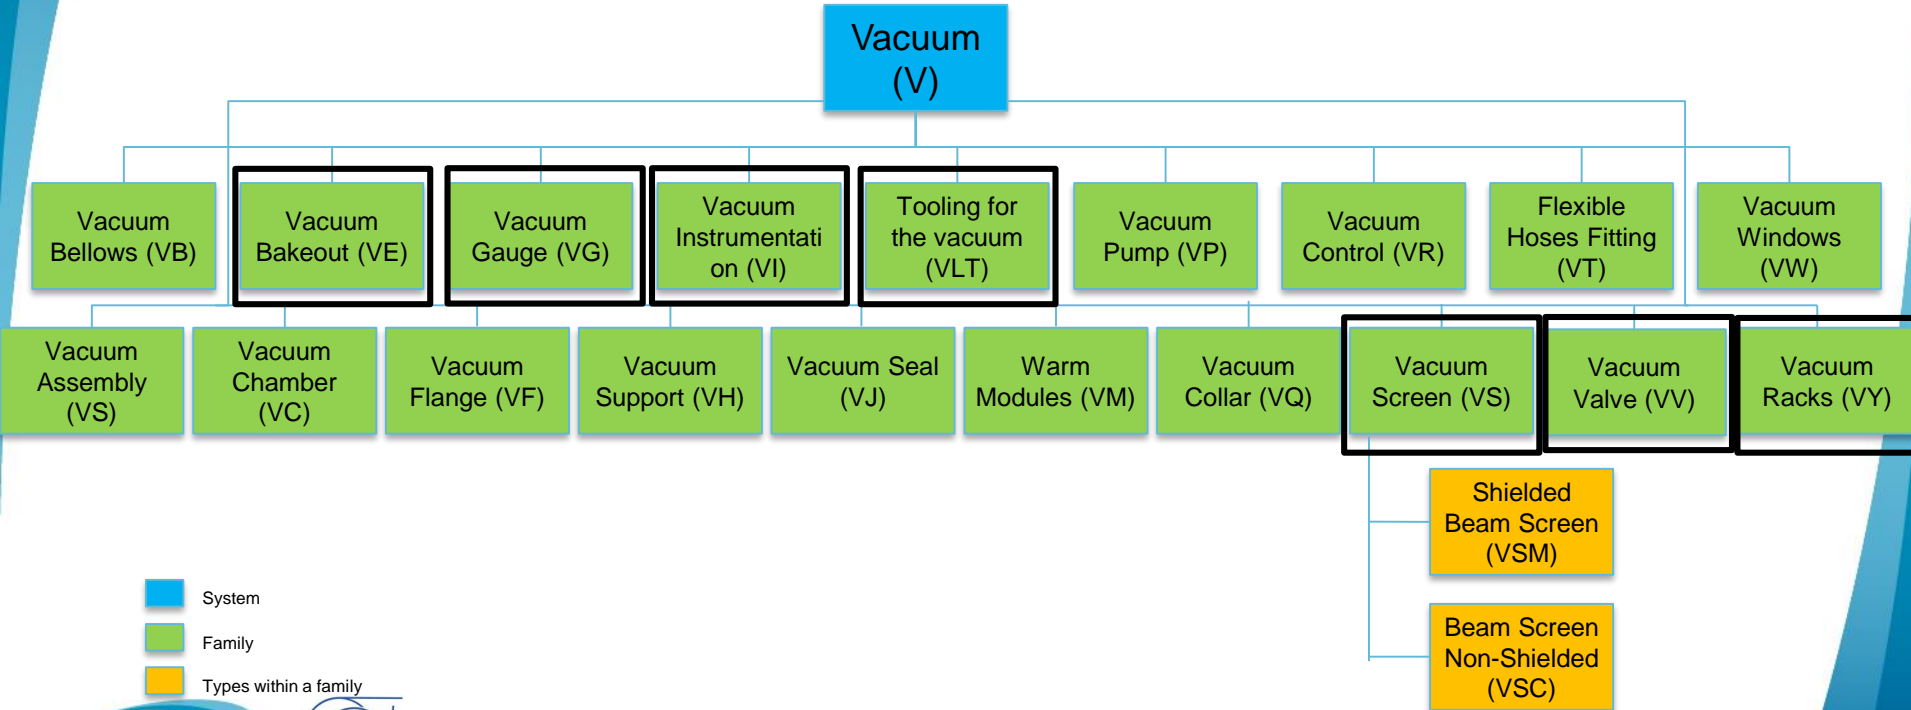 Vacuum
(V)
Vacuum
Bellows (VB)
Vacuum
Bakeout (VE)
Vacuum
Gauge (VG)
Vacuum
Instrumentati
on (VI)
Tooling for
the vacuum
(VLT)
Vacuum
Pump (VP)
Vacuum
Control (VR)
Flexible
Hoses Fitting
(VT)
Vacuum
Windows
(VW)
Vacuum
Assembly
(VS)
Vacuum
Chamber
(VC)
Vacuum
Flange (VF)
Vacuum
Support (VH)
Vacuum Seal
(VJ)
Warm
Modules (VM)
Vacuum
Collar (VQ)
Vacuum
Screen (VS)
Vacuum
Valve (VV)
Vacuum
Racks (VY)
Shielded
Beam Screen
(VSM)
Beam Screen
Non-Shielded
(VSC)
System
Family
Types within a family